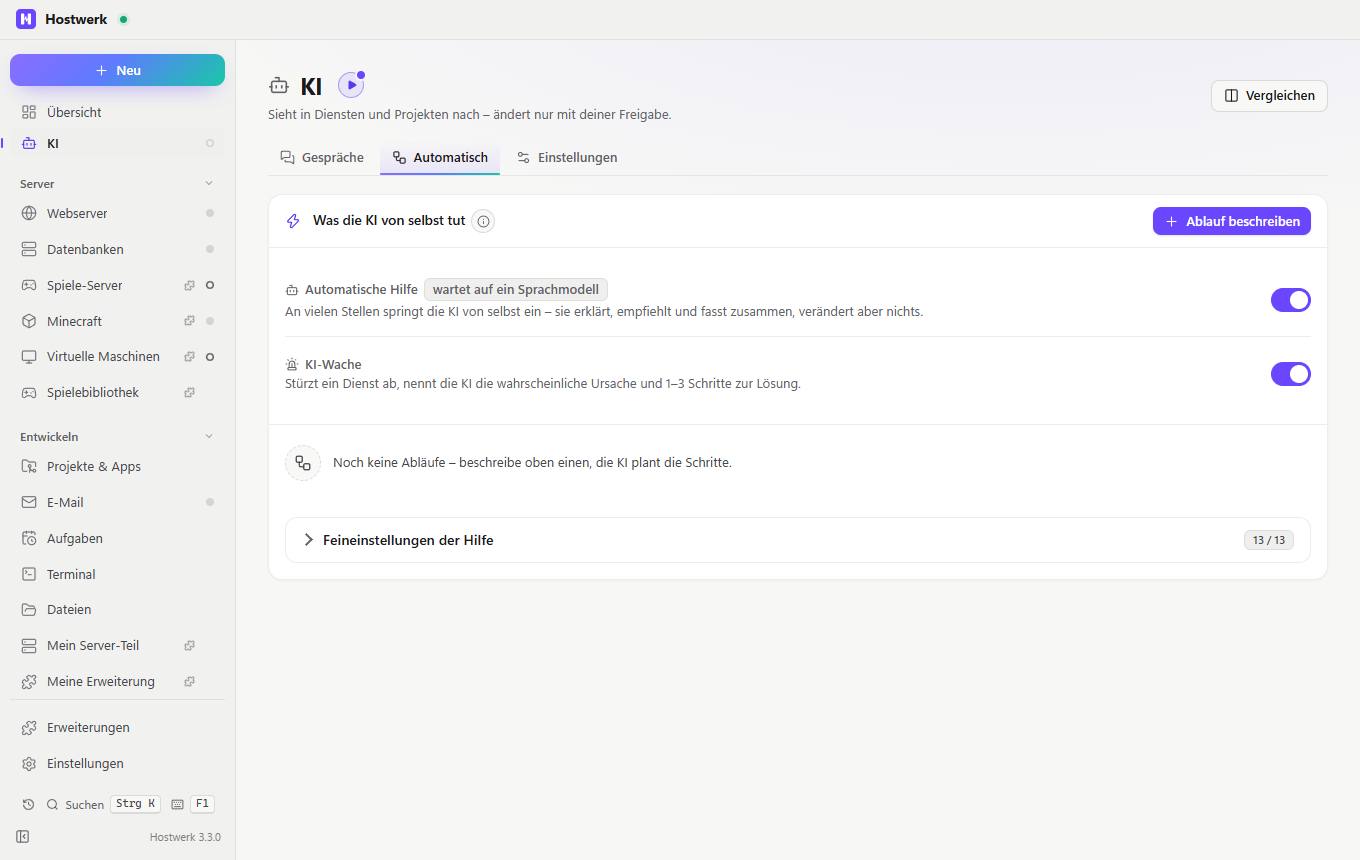 Hostwerk
Neu
Übersicht
KI
Server
Webserver
Datenbanken
Spiele-Server
Minecraft
Virtuelle Maschinen
Spielebibliothek
Entwickeln
Projekte & Apps
E-Mail
Aufgaben
Terminal
Dateien
Mein Server-Teil
Meine Erweiterung
Erweiterungen
Einstellungen
Suchen Strg K F1
Hostwerk 3.3.0
KI
Sieht in Diensten und Projekten nach – ändert nur mit deiner Freigabe.
Vergleichen
Gespräche Automatisch Einstellungen
Was die KI von selbst tut
Ablauf beschreiben
Automatische Hilfe wartet auf ein Sprachmodell
An vielen Stellen springt die KI von selbst ein – sie erklärt, empfiehlt und fasst zusammen, verändert aber nichts.
KI-Wache
Stürzt ein Dienst ab, nennt die KI die wahrscheinliche Ursache und 1–3 Schritte zur Lösung.
Noch keine Abläufe – beschreibe oben einen, die KI plant die Schritte.
Feineinstellungen der Hilfe 13 / 13